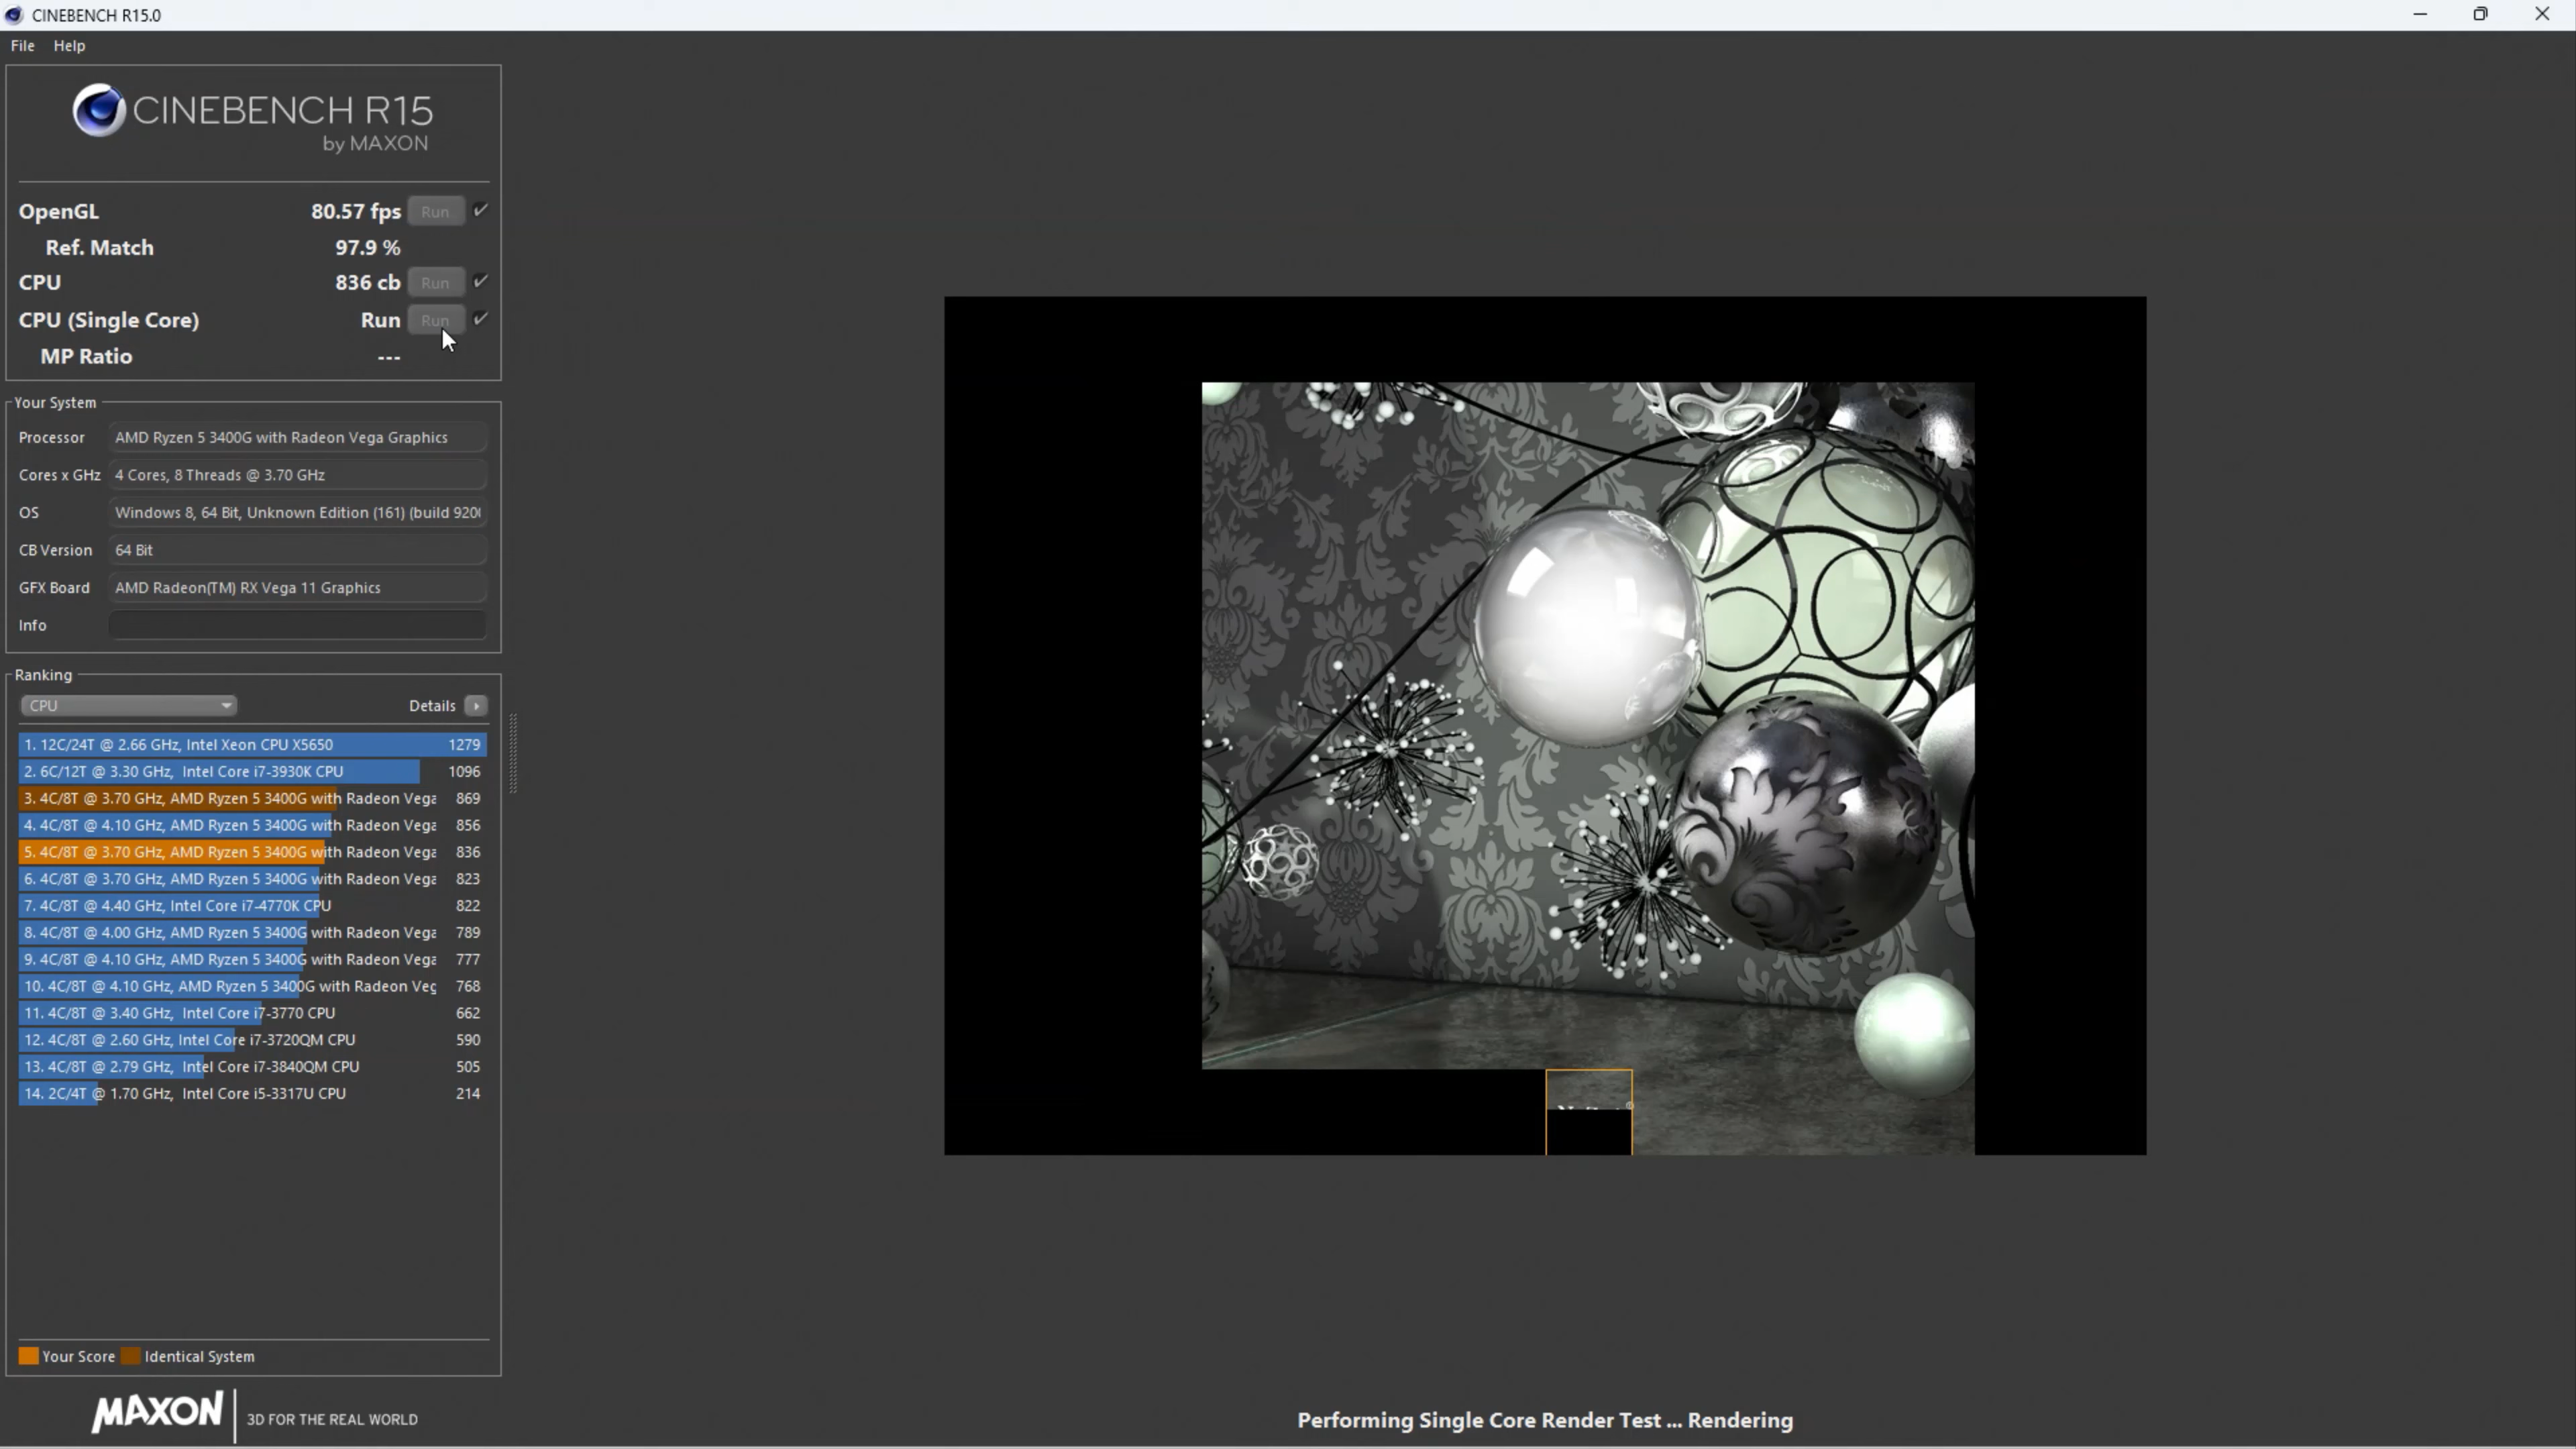 CINEBENCH R15.0
File Help
CINEBENCH R15
by MAXON
OpenGL 80.57 fps Run
Ref. Match 97.9 %
CPU 836 cb Run
CPU (Single Core) Run Run
MP Ratio ---
Your System
Processor AMD Ryzen 5 3400G with Radeon Vega Graphics
Cores x GHz 4 Cores, 8 Threads @ 3.70 GHz
OS Windows 8, 64 Bit, Unknown Edition (161) (build 920
CB Version 64 Bit
GFX Board AMD Radeon(TM) RX Vega 11 Graphics
Info
Ranking
CPU Details
1. 12C/24T @ 2.66 GHz, Intel Xeon CPU X5650 1279
2. 6C/12T @ 3.30 GHz, Intel Core i7-3930K CPU 1096
3. 4C/8T @ 3.70 GHz, AMD Ryzen 5 3400G with Radeon Vega 869
4. 4C/8T @ 4.10 GHz, AMD Ryzen 5 3400G with Radeon Vega 856
5. 4C/8T @ 3.70 GHz, AMD Ryzen 5 3400G with Radeon Vega 836
6. 4C/8T @ 3.70 GHz, AMD Ryzen 5 3400G with Radeon Vega 823
7. 4C/8T @ 4.40 GHz, Intel Core i7-4770K CPU 822
8. 4C/8T @ 4.00 GHz, AMD Ryzen 5 3400G with Radeon Vega 789
9. 4C/8T @ 4.10 GHz, AMD Ryzen 5 3400G with Radeon Vega 777
10. 4C/8T @ 4.10 GHz, AMD Ryzen 5 3400G with Radeon Veg 768
11. 4C/8T @ 3.40 GHz, Intel Core i7-3770 CPU 662
12. 4C/8T @ 2.60 GHz, Intel Core i7-3720QM CPU 590
13. 4C/8T @ 2.79 GHz, Intel Core i7-3840QM CPU 505
14. 2C/4T @ 1.70 GHz, Intel Core i5-3317U CPU 214
Your Score Identical System
MAXON 3D FOR THE REAL WORLD
Performing Single Core Render Test ... Rendering